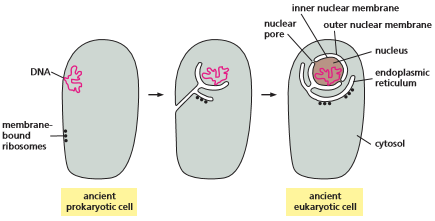 inner nuclear membrane
nuclear
pore
outer nuclear membrane
nucleus
endoplasmic
reticulum
DNA
membrane-
bound
ribosomes
cytosol
ancient
prokaryotic cell
ancient
eukaryotic cell